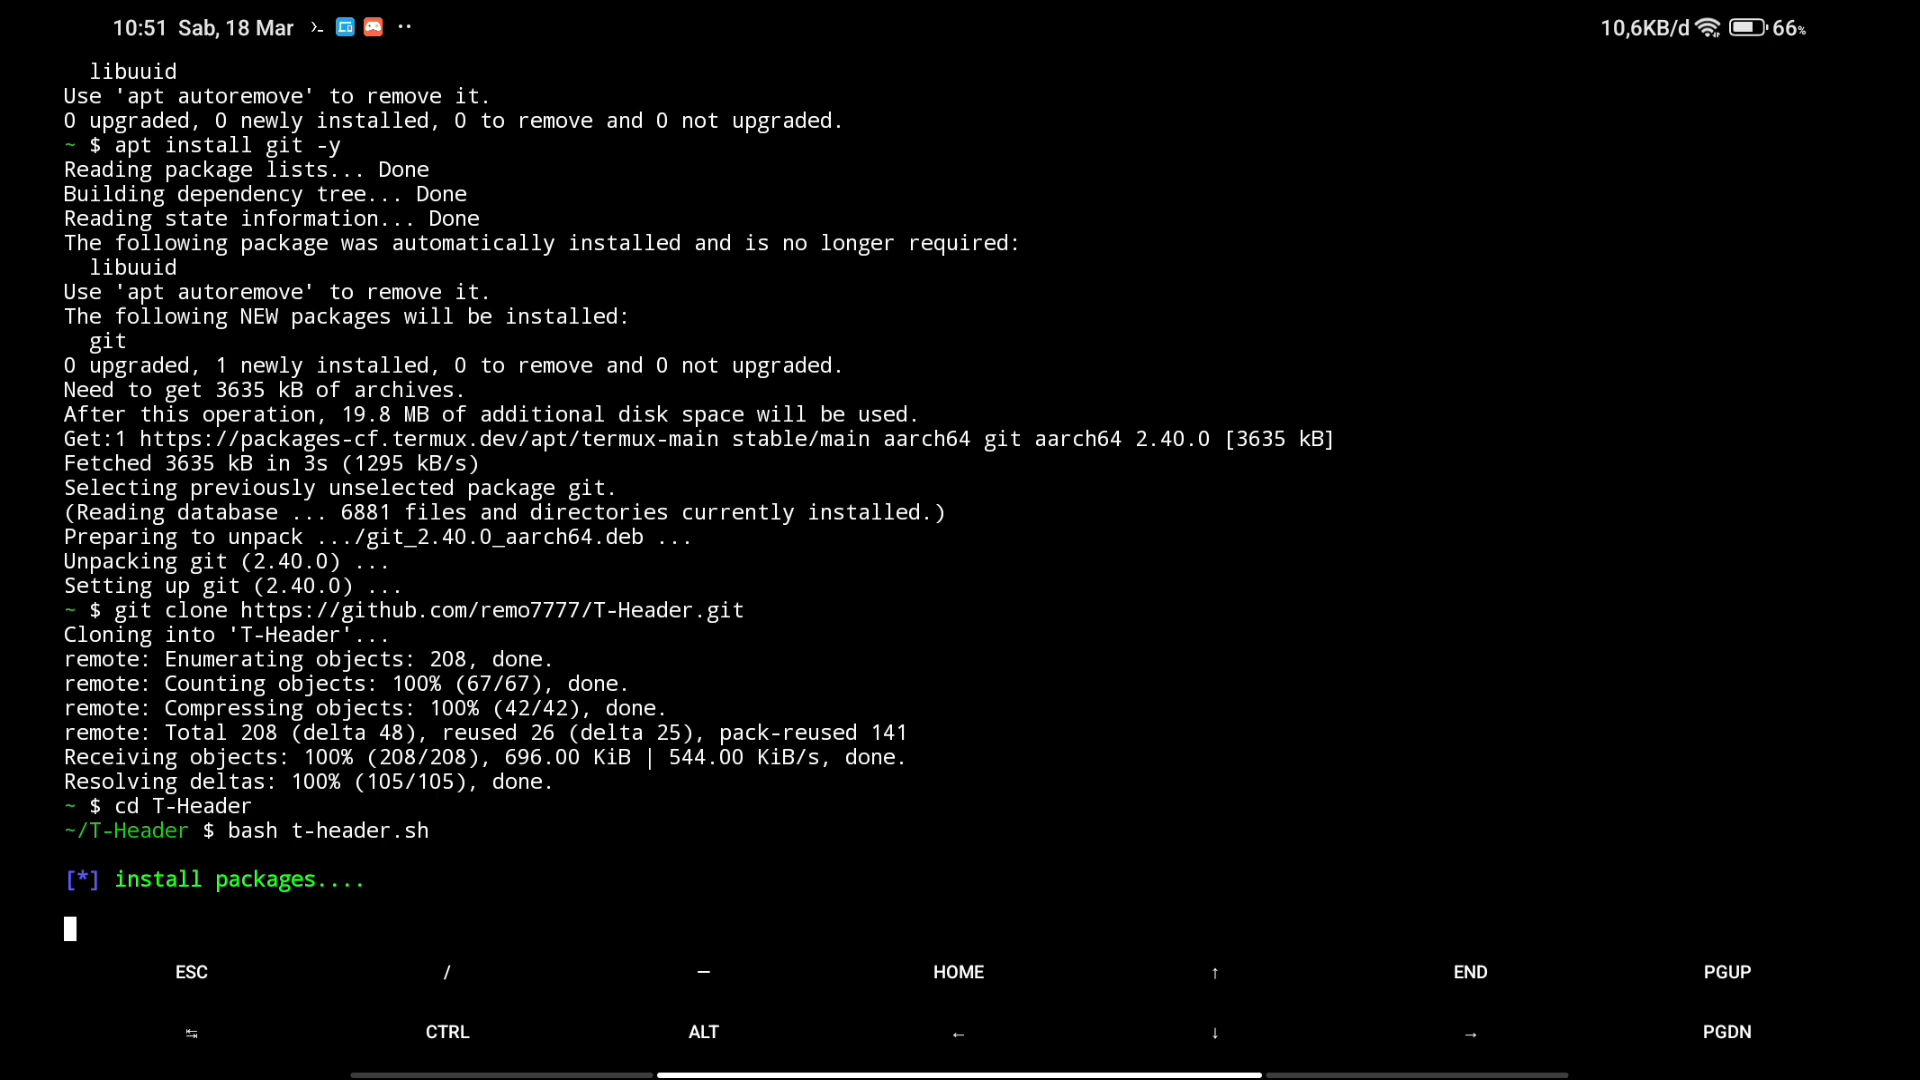 10:51 Sab, 18 Mar
10,6KB/d 66%
libuuid
Use 'apt autoremove' to remove it.
0 upgraded, 0 newly installed, 0 to remove and 0 not upgraded.
~ $ apt install git -y
Reading package lists... Done
Building dependency tree... Done
Reading state information... Done
The following package was automatically installed and is no longer required:
libuuid
Use 'apt autoremove' to remove it.
The following NEW packages will be installed:
git
0 upgraded, 1 newly installed, 0 to remove and 0 not upgraded.
Need to get 3635 kB of archives.
After this operation, 19.8 MB of additional disk space will be used.
Get:1 https://packages-cf.termux.dev/apt/termux-main stable/main aarch64 git aarch64 2.40.0 [3635 kB]
Fetched 3635 kB in 3s (1295 kB/s)
Selecting previously unselected package git.
(Reading database ... 6881 files and directories currently installed.)
Preparing to unpack .../git_2.40.0_aarch64.deb ...
Unpacking git (2.40.0) ...
Setting up git (2.40.0) ...
~ $ git clone https://github.com/remo7777/T-Header.git
Cloning into 'T-Header'...
remote: Enumerating objects: 208, done.
remote: Counting objects: 100% (67/67), done.
remote: Compressing objects: 100% (42/42), done.
remote: Total 208 (delta 48), reused 26 (delta 25), pack-reused 141
Receiving objects: 100% (208/208), 696.00 KiB | 544.00 KiB/s, done.
Resolving deltas: 100% (105/105), done.
~ $ cd T-Header
~/T-Header $ bash t-header.sh
[*] install packages....
ESC / — HOME ↑ END PGUP
↹ CTRL ALT ← ↓ → PGDN